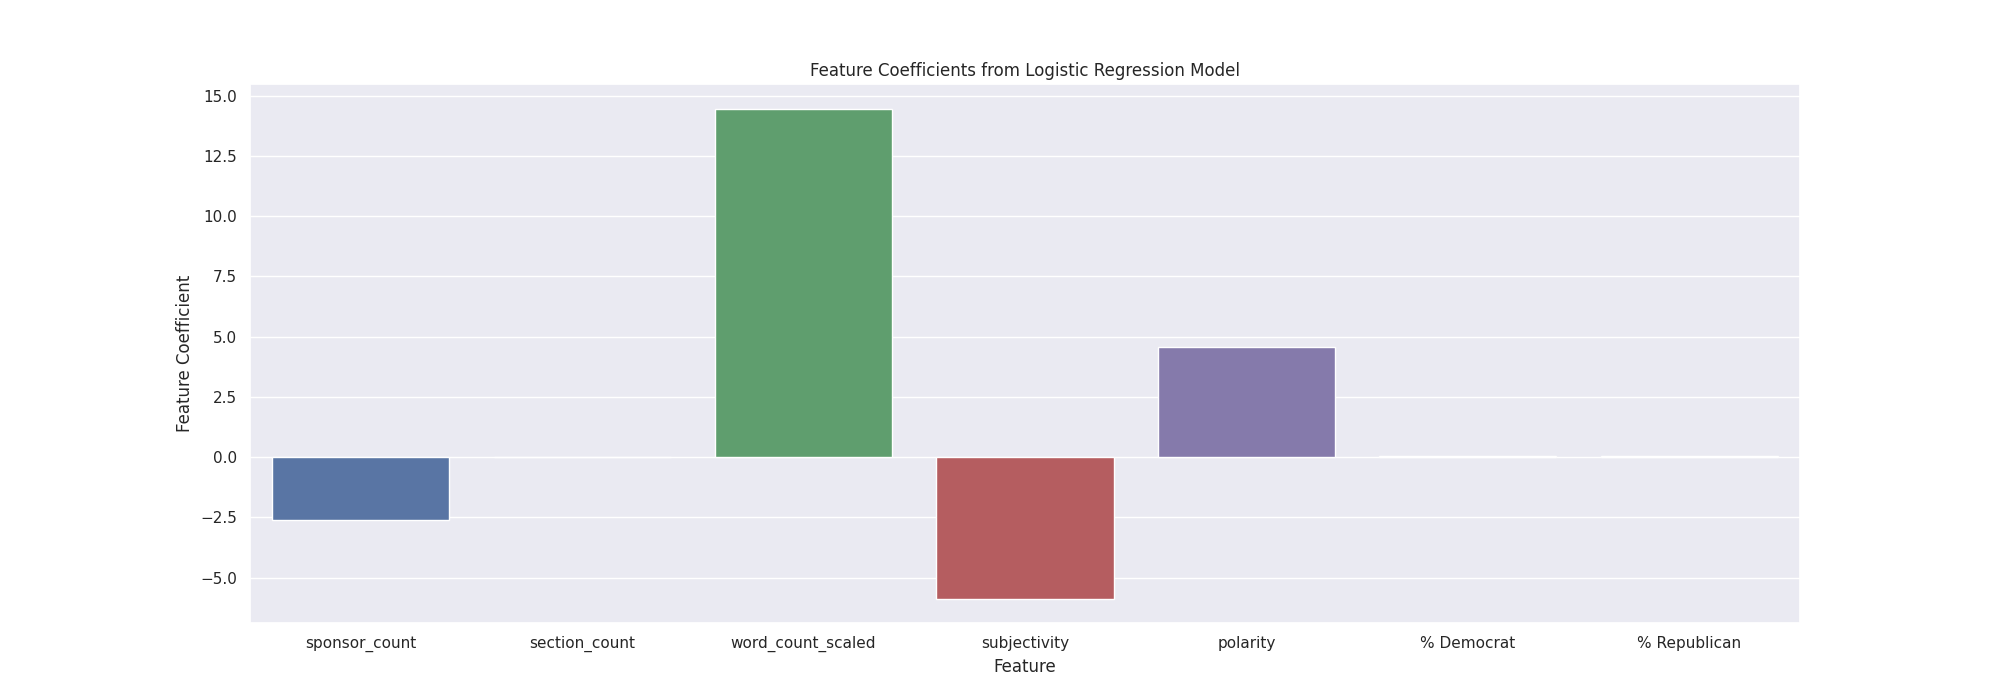 Feature Coefficients from Logistic Regression Model
15.0
12.5
10.0
7.5
5.0
2.5
0.0
−2.5
−5.0
Feature Coefficient
sponsor_count section_count word_count_scaled subjectivity polarity % Democrat % Republican
Feature